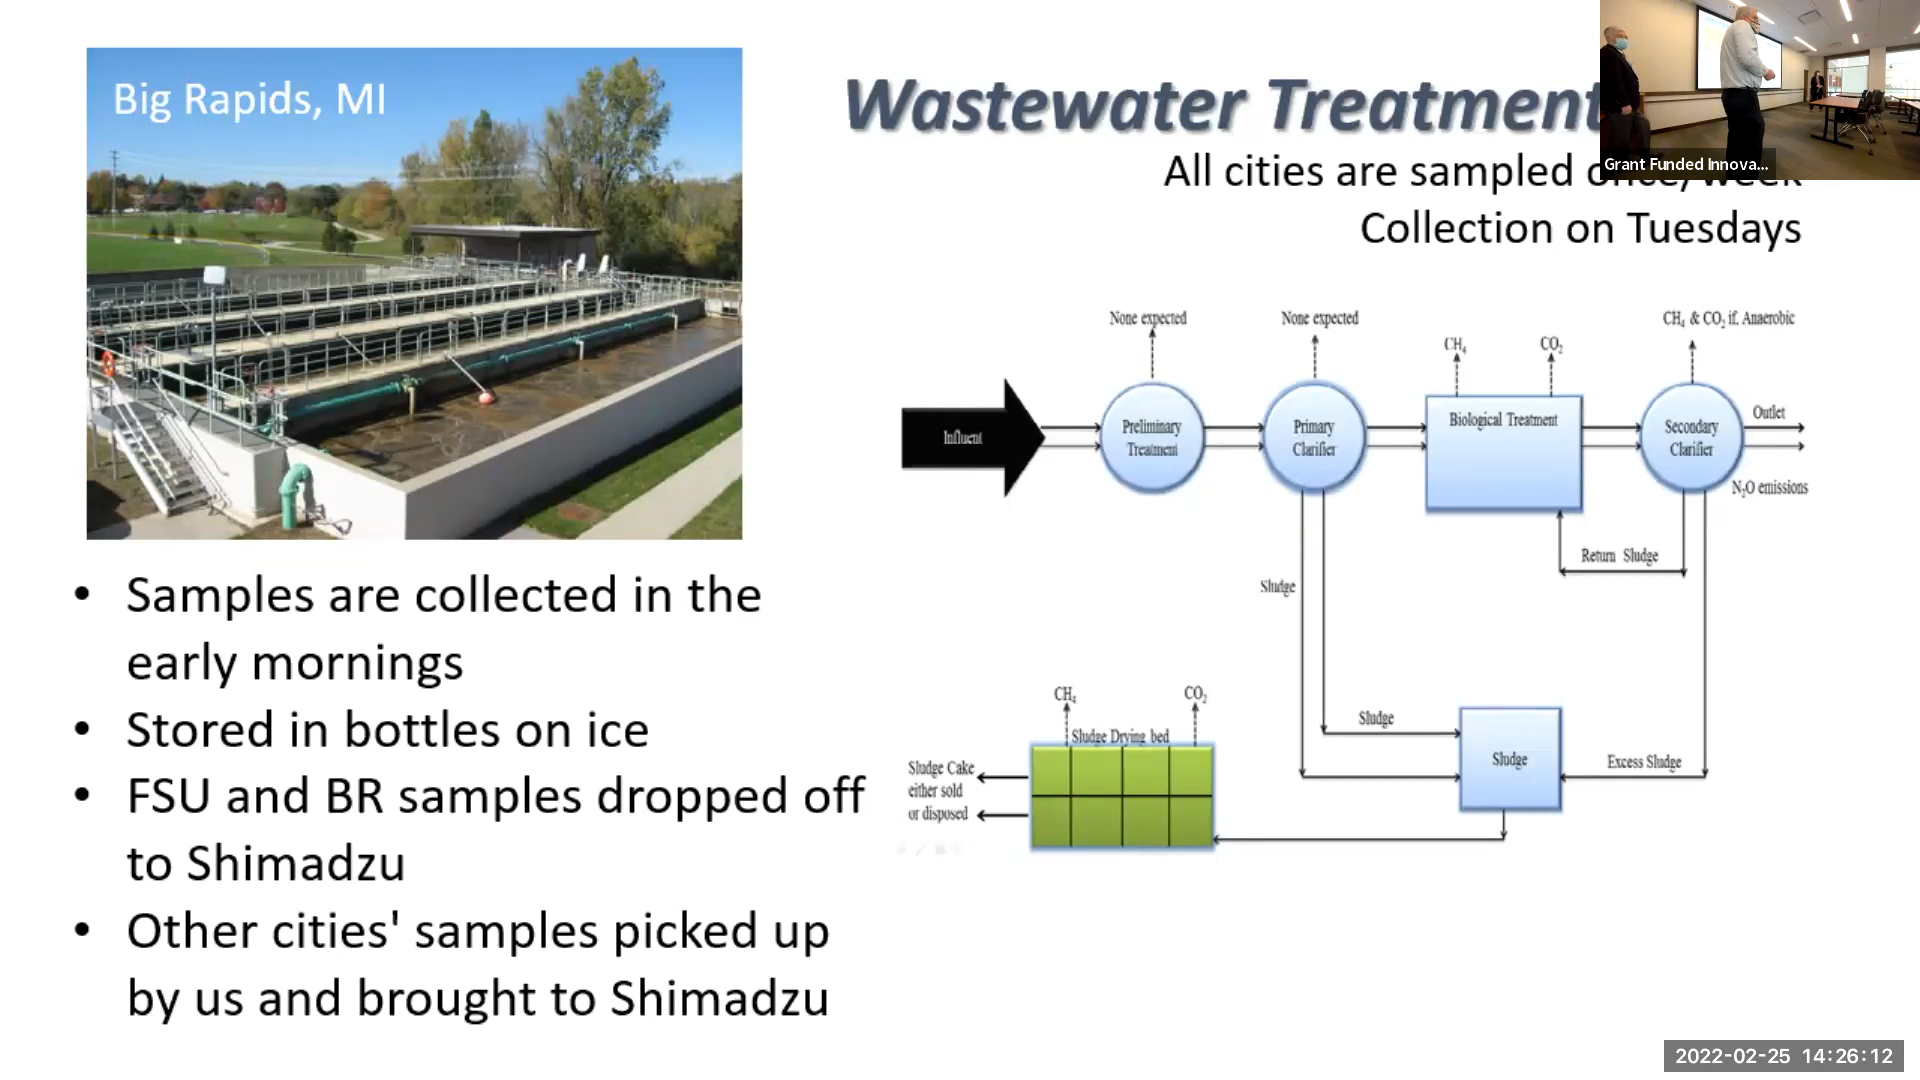 Big Rapids, MI
Wastewater Treatment
All cities are sampled once/week
Collection on Tuesdays
Grant Funded Innova...
• Samples are collected in the
early mornings
• Stored in bottles on ice
• FSU and BR samples dropped off
to Shimadzu
• Other cities' samples picked up
by us and brought to Shimadzu
None expected
None expected
CH₄
CO₂
CH₄ & CO₂ if, Anaerobic
Influent
Preliminary
Treatment
Primary
Clarifier
Biological Treatment
Secondary
Clarifier
Outlet
N₂O emissions
Return Sludge
Sludge
Sludge
Sludge
Excess Sludge
CH₄
CO₂
Sludge Drying bed
Sludge Cake
either sold
or disposed
2022-02-25 14:26:12